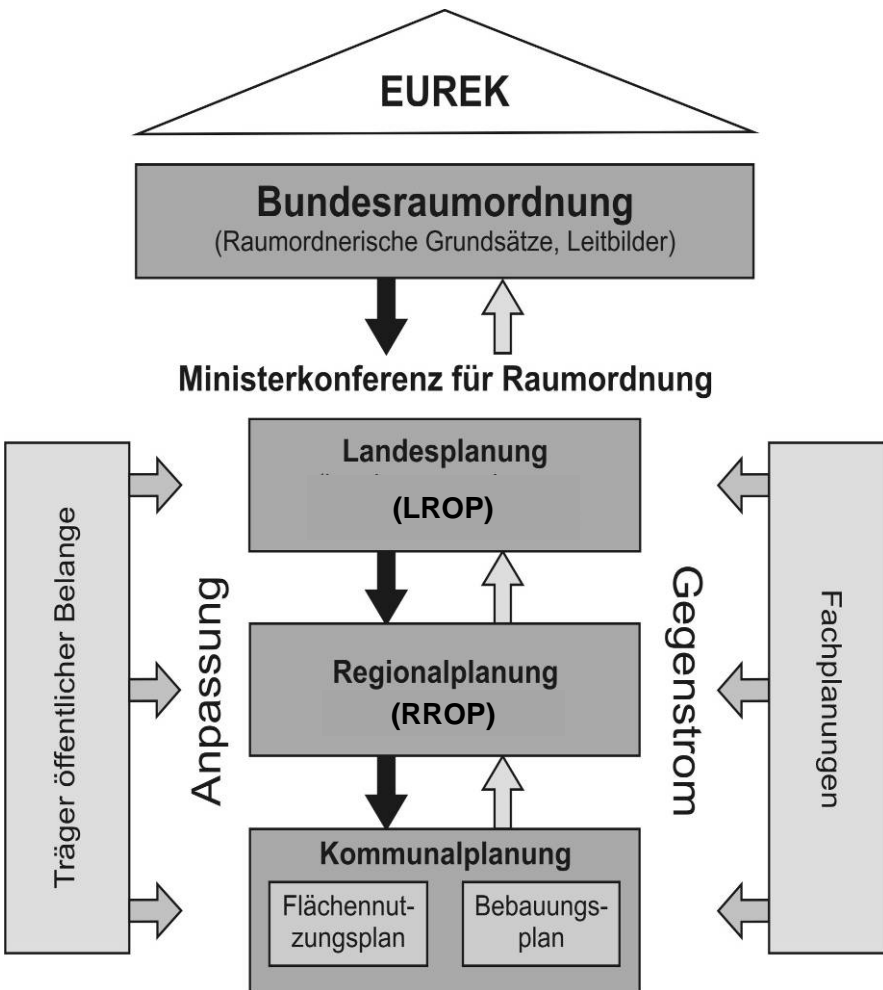 EUREK
Bundesraumordnung
(Raumordnerische Grundsätze, Leitbilder)
Ministerkonferenz für Raumordnung
Träger öffentlicher Belange
Anpassung
Landesplanung
(LROP)
Regionalplanung
(RROP)
Kommunalplanung
Flächennut-
zungsplan
Bebauungs-
plan
Gegenstrom
Fachplanungen